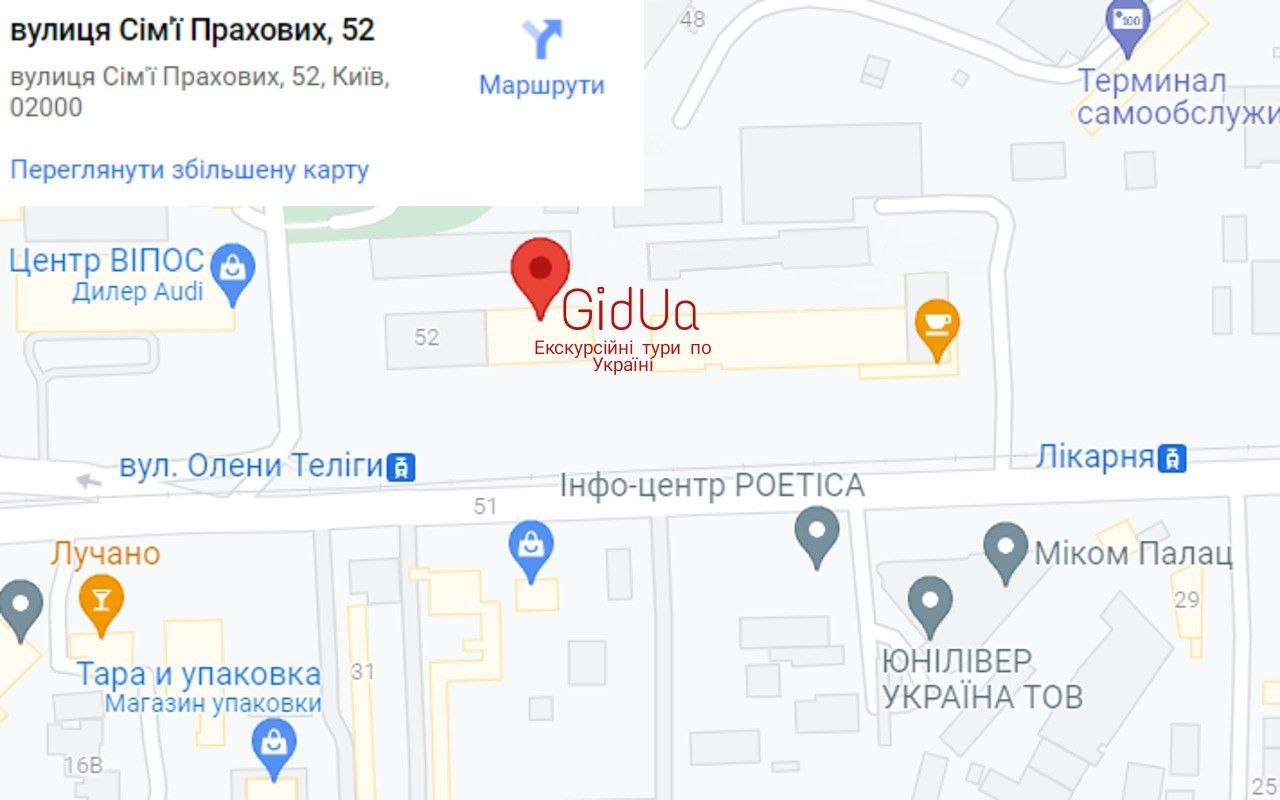 вулиця Сім'ї Прахових, 52
вулиця Сім'ї Прахових, 52, Київ,
02000
Маршрути
Переглянути збільшену карту
48
Терминал
самообслужи
Центр ВІПОС
Дилер Audi
52
GidUa
Екскурсійні тури по
Україні
вул. Олени Теліги
Лікарня
Інфо-центр POETICA
51
Лучано
Міком Палац
29
31
Тара и упаковка
Магазин упаковки
ЮНІЛІВЕР
УКРАЇНА ТОВ
16В
25